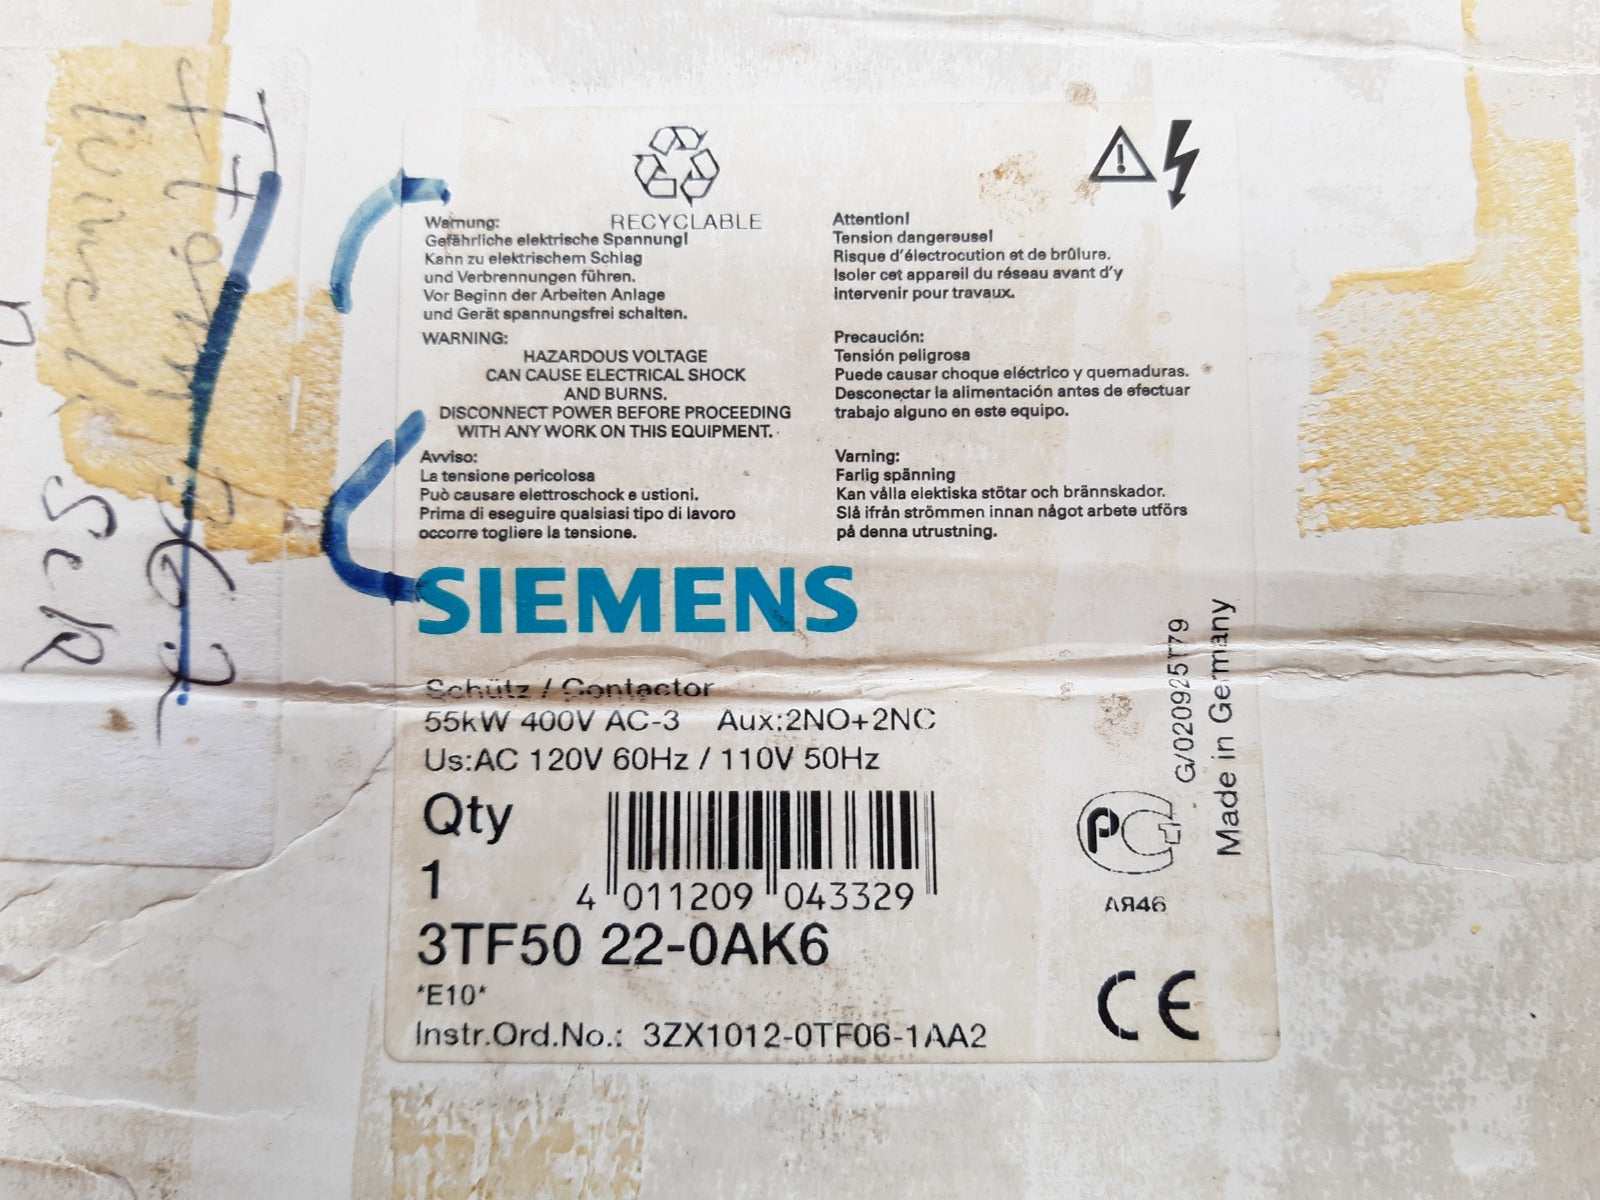 RECYCLABLE
Warnung:
Gefährliche elektrische Spannung!
Kann zu elektrischem Schlag
und Verbrennungen führen.
Vor Beginn der Arbeiten Anlage
und Gerät spannungsfrei schalten.
WARNING:
HAZARDOUS VOLTAGE
CAN CAUSE ELECTRICAL SHOCK
AND BURNS.
DISCONNECT POWER BEFORE PROCEEDING
WITH ANY WORK ON THIS EQUIPMENT.
Avviso:
La tensione pericolosa
Può causare elettroschock e ustioni.
Prima di eseguire qualsiasi tipo di lavoro
occorre togliere la tensione.
Attention!
Tension dangereuse!
Risque d'électrocution et de brûlure.
Isoler cet appareil du réseau avant d'y
intervenir pour travaux.
Precaución:
Tensión peligrosa
Puede causar choque eléctrico y quemaduras.
Desconectar la alimentación antes de efectuar
trabajo alguno en este equipo.
Varning:
Farlig spänning
Kan vålla elektiska stötar och brännskador.
Slå ifrån strömmen innan något arbete utförs
på denna utrustning.
SIEMENS
Schütz / Contactor
55kW 400V AC-3 Aux:2NO+2NC
Us:AC 120V 60Hz / 110V 50Hz
Qty
1
4 011209 043329
3TF50 22-0AK6
*E10*
Instr.Ord.No.: 3ZX1012-0TF06-1AA2
G/020925T79
Made in Germany
АЯ46
CE
SCR